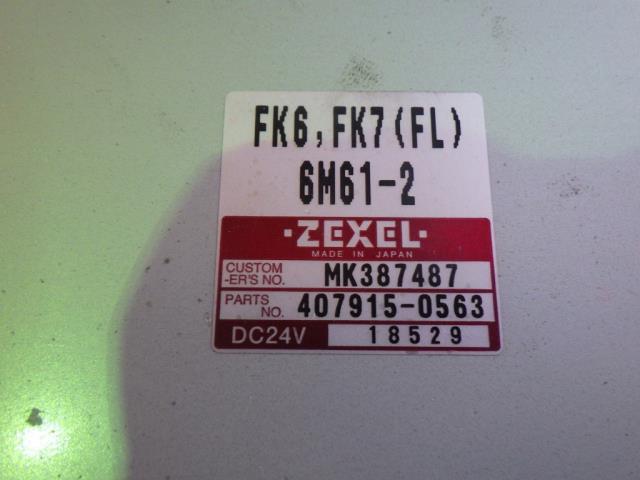 FK6, FK7(FL)
6M61-2
·ZEXEL·
MADE IN JAPAN
CUSTOM
-ER'S NO. MK387487
PARTS
NO. 407915-0563
DC24V 18529